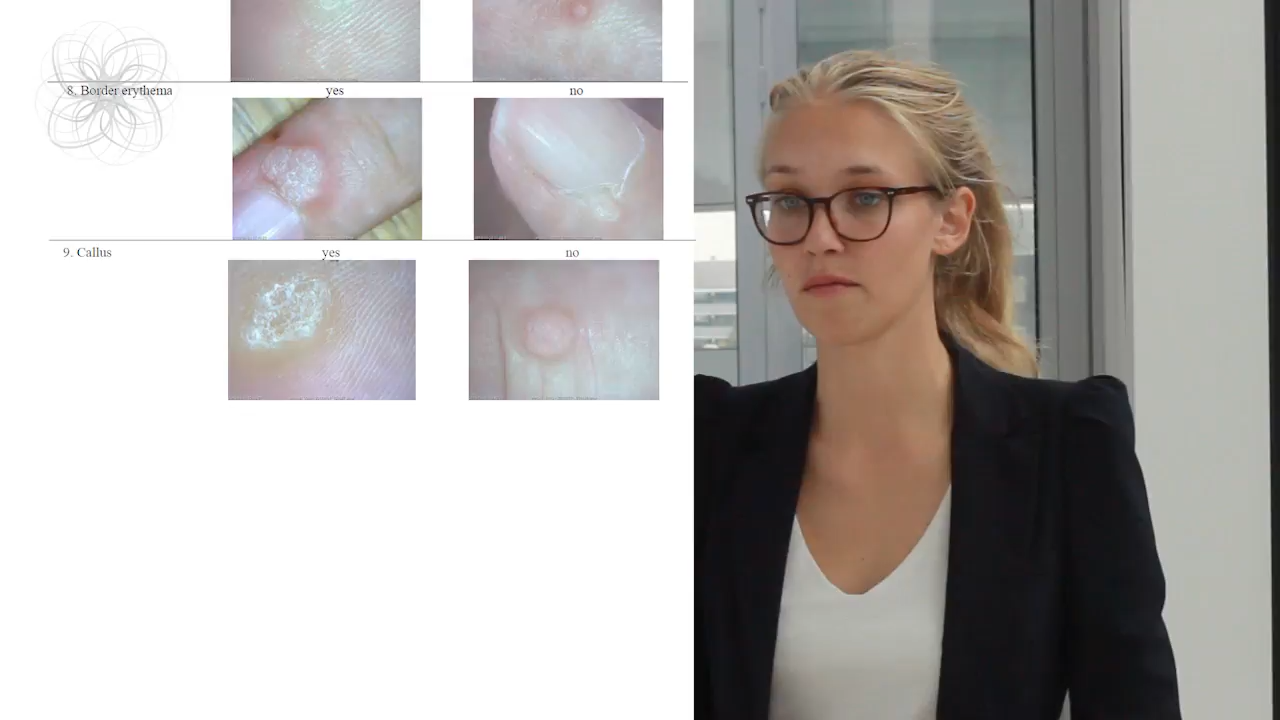 8. Border erythema yes no
9. Callus yes no